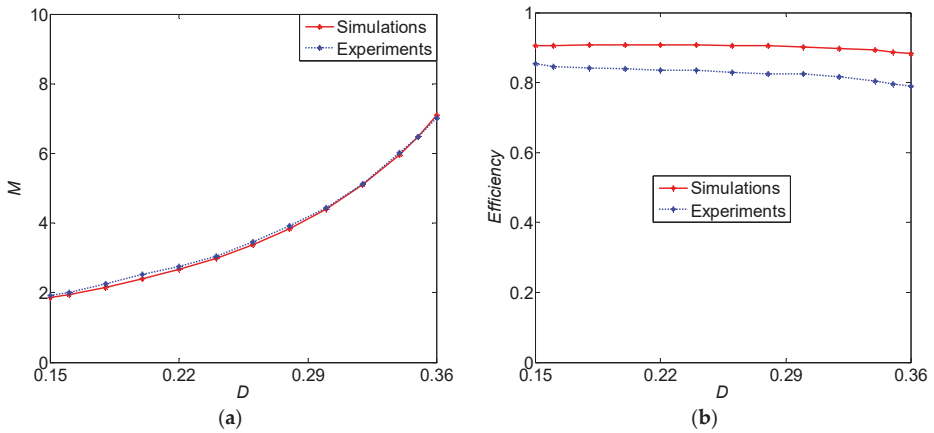 10
8
6
4
2
0
M
0.15
0.22
0.29
0.36
D
Simulations
Experiments
(a)
1
0.8
0.6
0.4
0.2
0
Efficiency
0.15
0.22
0.29
0.36
D
Simulations
Experiments
(b)